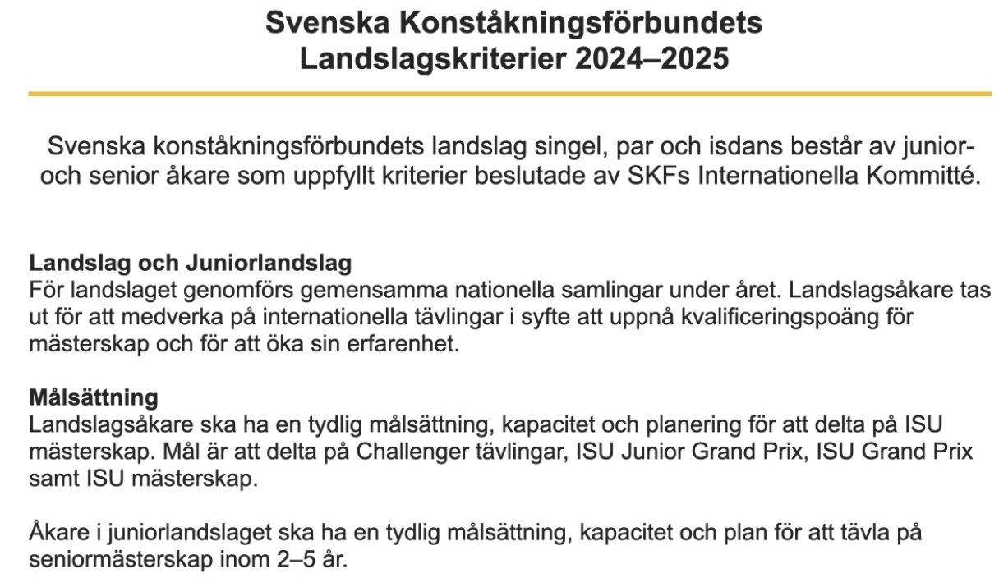 Svenska Konståkningsförbundets
Landslagskriterier 2024–2025
Svenska konståkningsförbundets landslag singel, par och isdans består av junior-
och senior åkare som uppfyllt kriterier beslutade av SKFs Internationella Kommitté.
Landslag och Juniorlandslag
För landslaget genomförs gemensamma nationella samlingar under året. Landslagsåkare tas
ut för att medverka på internationella tävlingar i syfte att uppnå kvalificeringspoäng för
mästerskap och för att öka sin erfarenhet.
Målsättning
Landslagsåkare ska ha en tydlig målsättning, kapacitet och planering för att delta på ISU
mästerskap. Mål är att delta på Challenger tävlingar, ISU Junior Grand Prix, ISU Grand Prix
samt ISU mästerskap.
Åkare i juniorlandslaget ska ha en tydlig målsättning, kapacitet och plan för att tävla på
seniormästerskap inom 2–5 år.